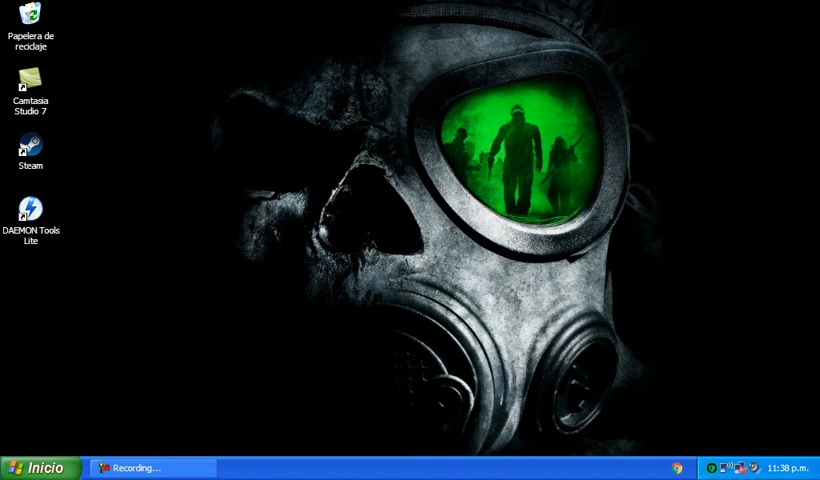 Papelera de
reciclaje
Camtasia
Studio 7
Steam
DAEMON Tools
Lite
Inicio
Recording...
11:38 p.m.